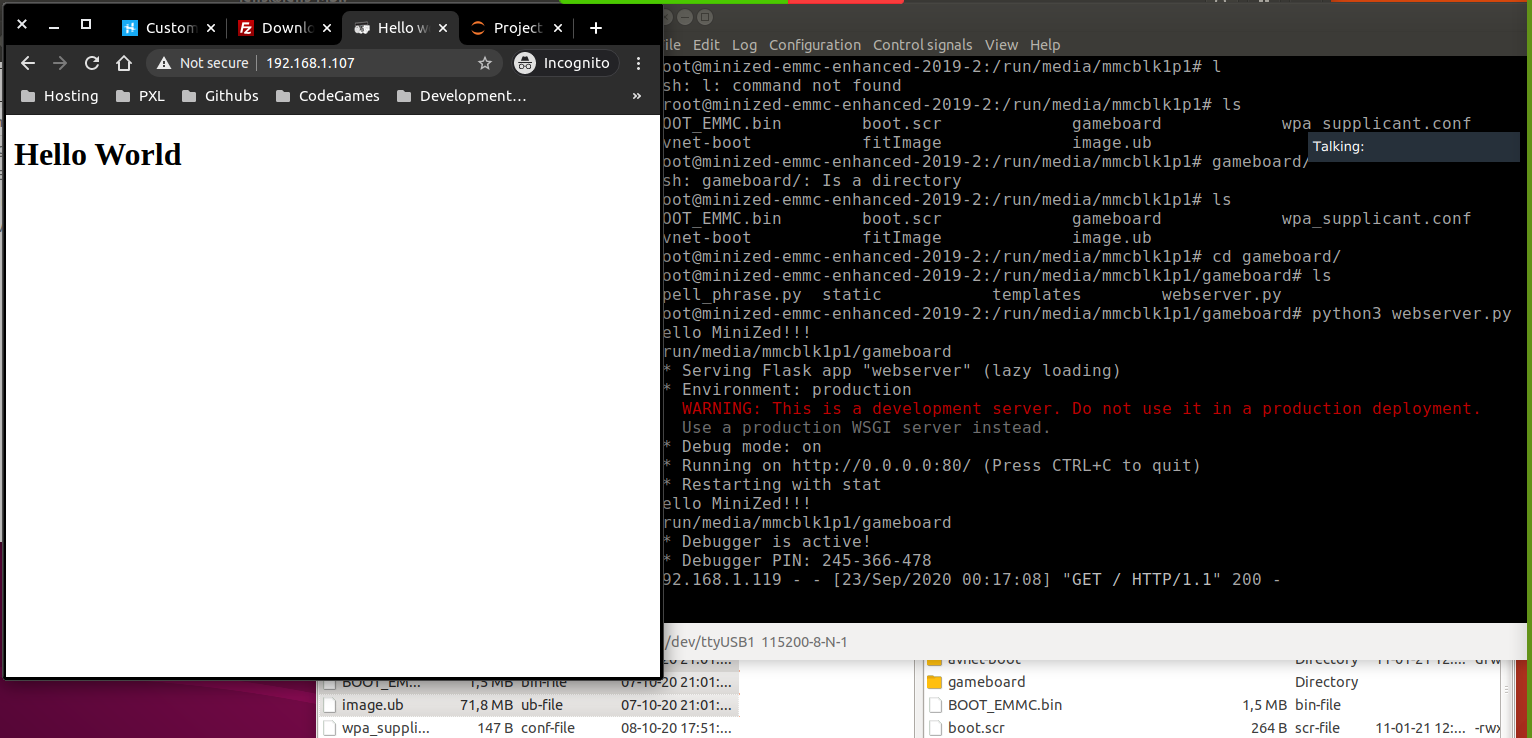 Custom
Downlo
Hello w
Project
Not secure
192.168.1.107
Incognito
Hosting
PXL
Githubs
CodeGames
Development…
»
Hello World
ile Edit Log Configuration Control signals View Help
oot@minized-emmc-enhanced-2019-2:/run/media/mmcblk1p1# l
sh: l: command not found
root@minized-emmc-enhanced-2019-2:/run/media/mmcblk1p1# ls
OOT_EMMC.bin boot.scr gameboard wpa_supplicant.conf
vnet-boot fitImage image.ub
Talking:
oot@minized-emmc-enhanced-2019-2:/run/media/mmcblk1p1# gameboard/
sh: gameboard/: Is a directory
oot@minized-emmc-enhanced-2019-2:/run/media/mmcblk1p1# ls
OOT_EMMC.bin boot.scr gameboard wpa_supplicant.conf
vnet-boot fitImage image.ub
oot@minized-emmc-enhanced-2019-2:/run/media/mmcblk1p1# cd gameboard/
oot@minized-emmc-enhanced-2019-2:/run/media/mmcblk1p1/gameboard# ls
pell_phrase.py static templates webserver.py
oot@minized-emmc-enhanced-2019-2:/run/media/mmcblk1p1/gameboard# python3 webserver.py
ello MiniZed!!!
run/media/mmcblk1p1/gameboard
* Serving Flask app "webserver" (lazy loading)
* Environment: production
WARNING: This is a development server. Do not use it in a production deployment.
Use a production WSGI server instead.
* Debug mode: on
* Running on http://0.0.0.0:80/ (Press CTRL+C to quit)
* Restarting with stat
ello MiniZed!!!
run/media/mmcblk1p1/gameboard
* Debugger is active!
* Debugger PIN: 245-366-478
92.168.1.119 - - [23/Sep/2020 00:17:08] "GET / HTTP/1.1" 200 -
/dev/ttyUSB1 115200-8-N-1
BOOT_EM... 1,5 MB bin-file 07-10-20 21:01:...
image.ub 71,8 MB ub-file 07-10-20 21:01:...
wpa_suppli... 147 B conf-file 08-10-20 17:51:...
avnet-boot Directory 11-01-21 12:... drw
gameboard Directory
BOOT_EMMC.bin 1,5 MB bin-file
boot.scr 264 B scr-file 11-01-21 12:... -rwx